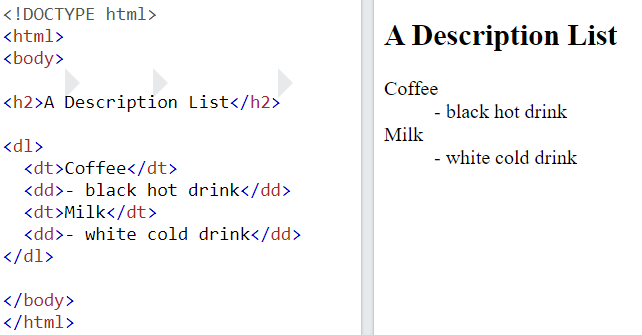 <!DOCTYPE html>
<html>
<body>
<h2>A Description List</h2>
<dl>
<dt>Coffee</dt>
<dd>- black hot drink</dd>
<dt>Milk</dt>
<dd>- white cold drink</dd>
</dl>
</body>
</html>
A Description List
Coffee
- black hot drink
Milk
- white cold drink